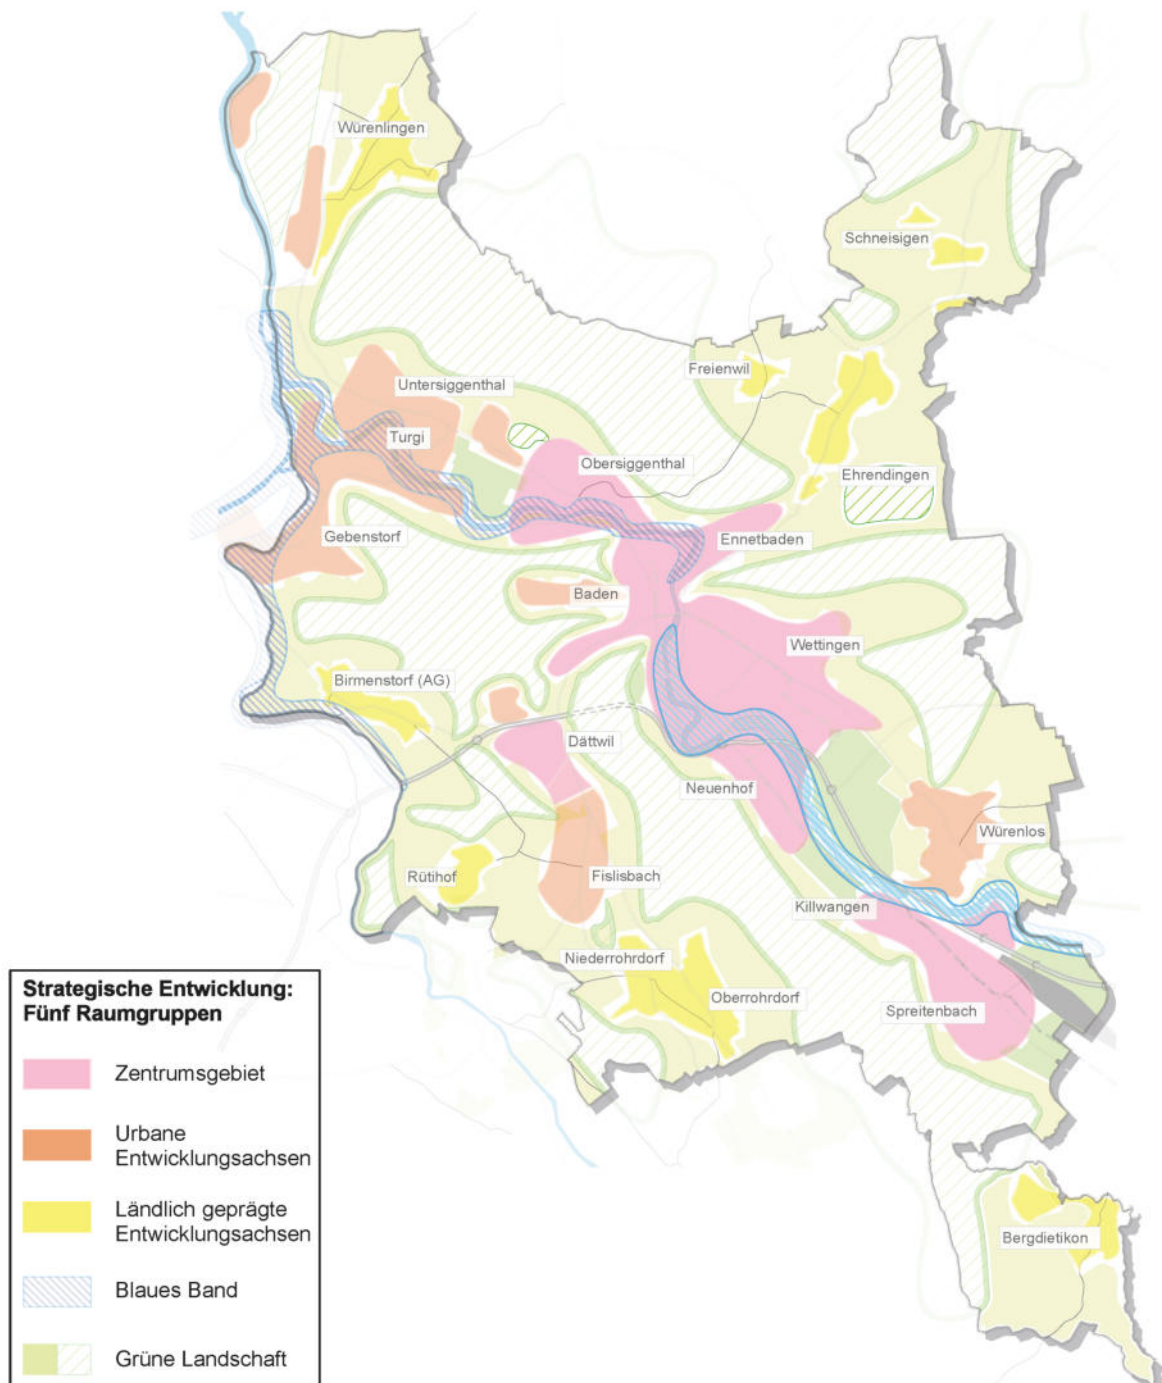 Würenlingen
Schneisigen
Freienwil
Untersiggenthal
Turgi
Obersiggenthal
Ehrendingen
Gebenstorf
Ennetbaden
Baden
Wettingen
Birmenstorf (AG)
Dättwil
Neuenhof
Würenlos
Rütihof
Fislisbach
Killwangen
Niederrohrdorf
Oberrohrdorf
Spreitenbach
Bergdietikon
Strategische Entwicklung:
Fünf Raumgruppen
Zentrumsgebiet
Urbane
Entwicklungsachsen
Ländlich geprägte
Entwicklungsachsen
Blaues Band
Grüne Landschaft